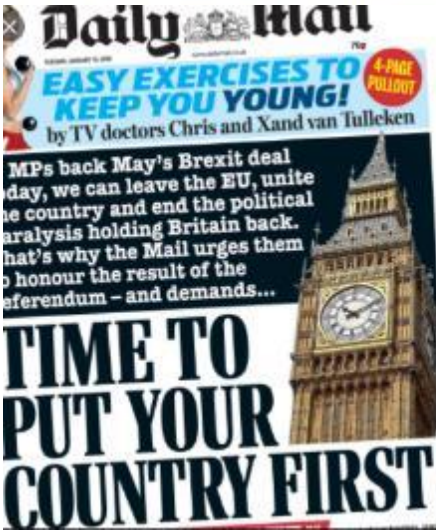 Daily Mail
EASY EXERCISES TO
KEEP YOU YOUNG!
4-PAGE
PULLOUT
by TV doctors Chris and Xand van Tulleken
MPs back May's Brexit deal
day, we can leave the EU, unite
he country and end the political
aralysis holding Britain back.
hat's why the Mail urges them
o honour the result of the
eferendum – and demands...
TIME TO
PUT YOUR
COUNTRY FIRST